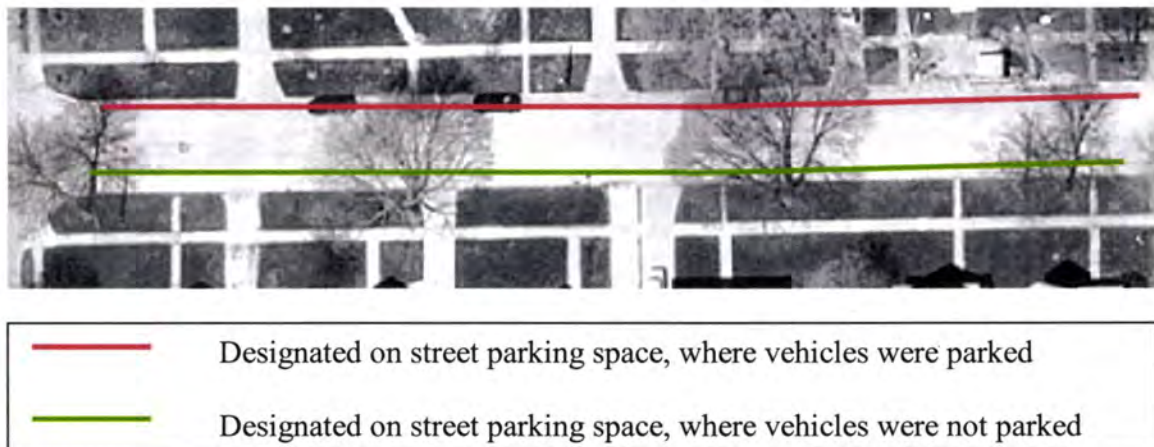 Designated on street parking space, where vehicles were parked
Designated on street parking space, where vehicles were not parked